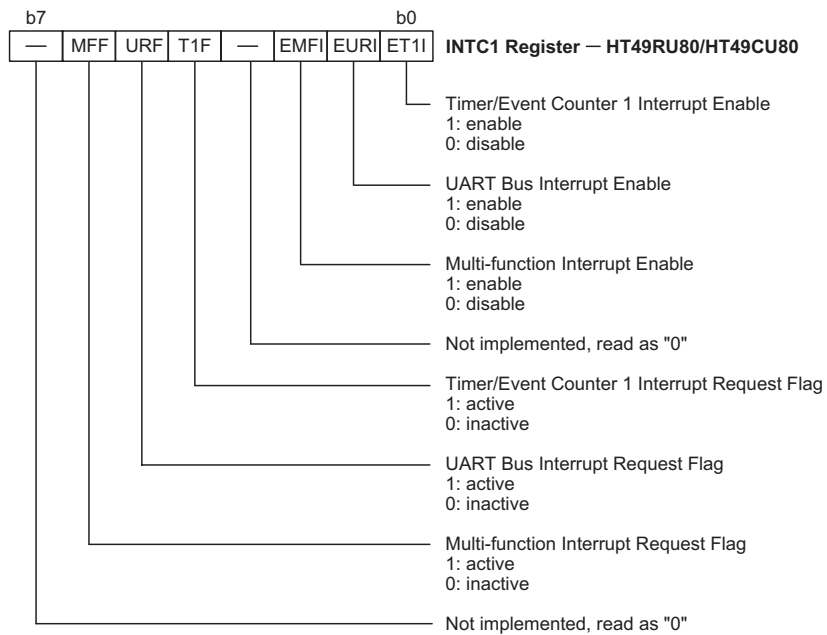 b7 b0
— MFF URF T1F — EMFI EURI ET1I INTC1 Register — HT49RU80/HT49CU80
Timer/Event Counter 1 Interrupt Enable
1: enable
0: disable
UART Bus Interrupt Enable
1: enable
0: disable
Multi-function Interrupt Enable
1: enable
0: disable
Not implemented, read as "0"
Timer/Event Counter 1 Interrupt Request Flag
1: active
0: inactive
UART Bus Interrupt Request Flag
1: active
0: inactive
Multi-function Interrupt Request Flag
1: active
0: inactive
Not implemented, read as "0"